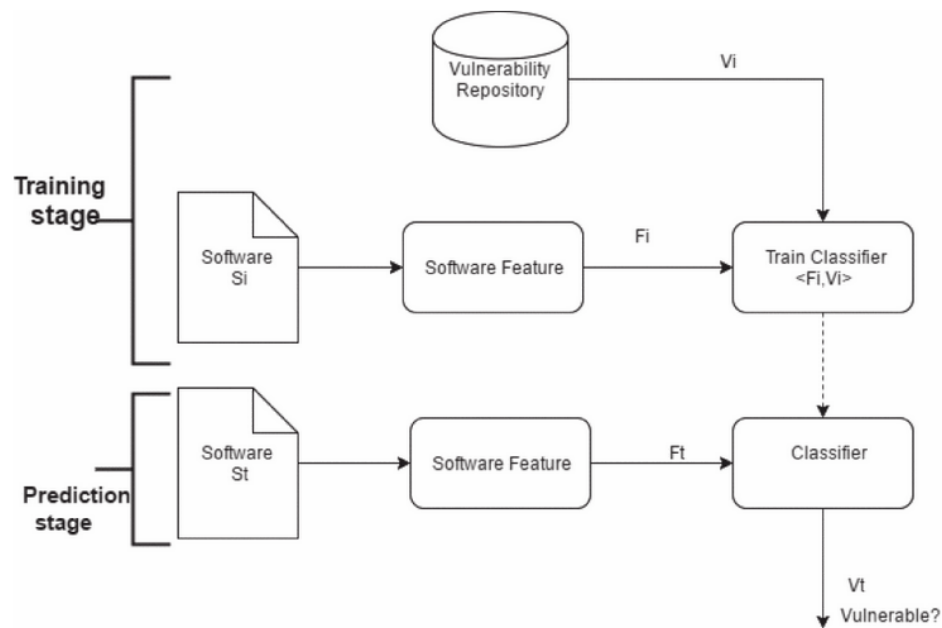 Vulnerability
Repository
Vi
Training
stage
Software
Si
Software Feature
Fi
Train Classifier
<Fi,Vi>
Prediction
stage
Software
St
Software Feature
Ft
Classifier
Vt
Vulnerable?